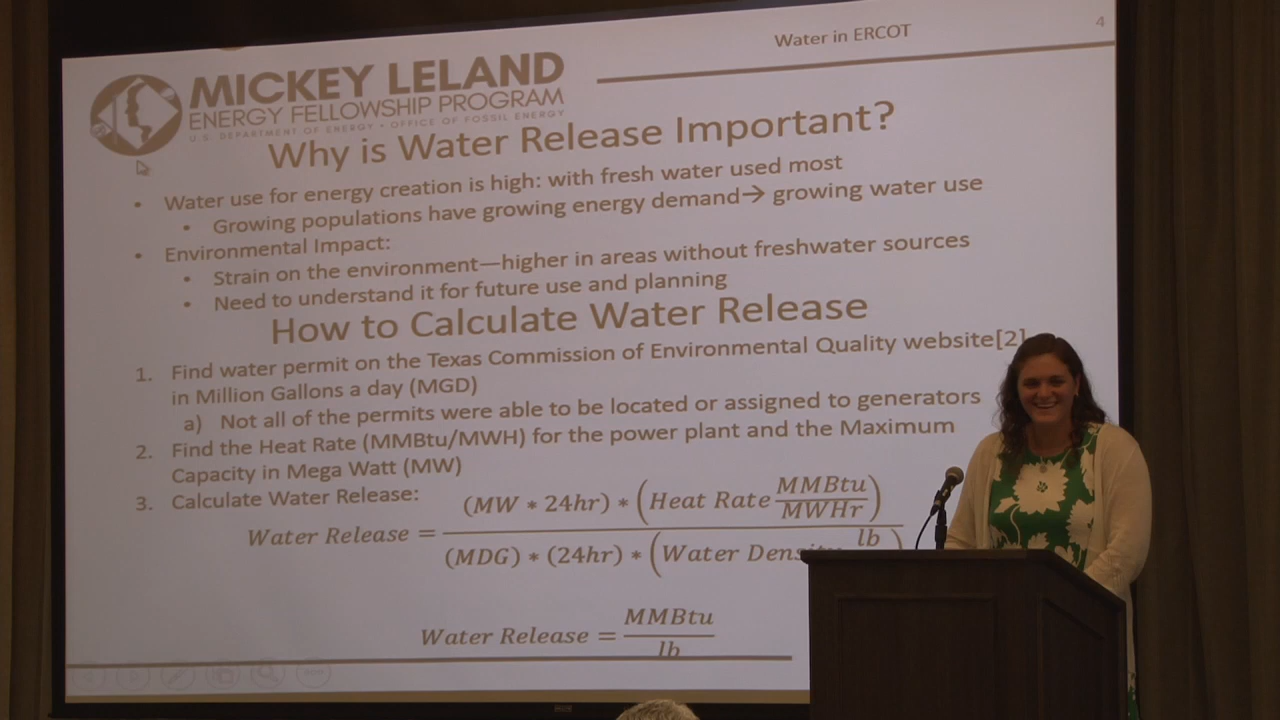 Water in ERCOT
4
MICKEY LELAND
ENERGY FELLOWSHIP PROGRAM
U.S. DEPARTMENT OF ENERGY • OFFICE OF FOSSIL ENERGY
Why is Water Release Important?
• Water use for energy creation is high: with fresh water used most
• Growing populations have growing energy demand→ growing water use
• Environmental Impact:
• Strain on the environment—higher in areas without freshwater sources
• Need to understand it for future use and planning
How to Calculate Water Release
1. Find water permit on the Texas Commission of Environmental Quality website[2]
in Million Gallons a day (MGD)
a) Not all of the permits were able to be located or assigned to generators
2. Find the Heat Rate (MMBtu/MWH) for the power plant and the Maximum
Capacity in Mega Watt (MW)
3. Calculate Water Release:
Water Release = (MW * 24hr) * (Heat Rate MMBtu/MWHr)
(MDG) * (24hr) * (Water Density lb)
Water Release = MMBtu/lb